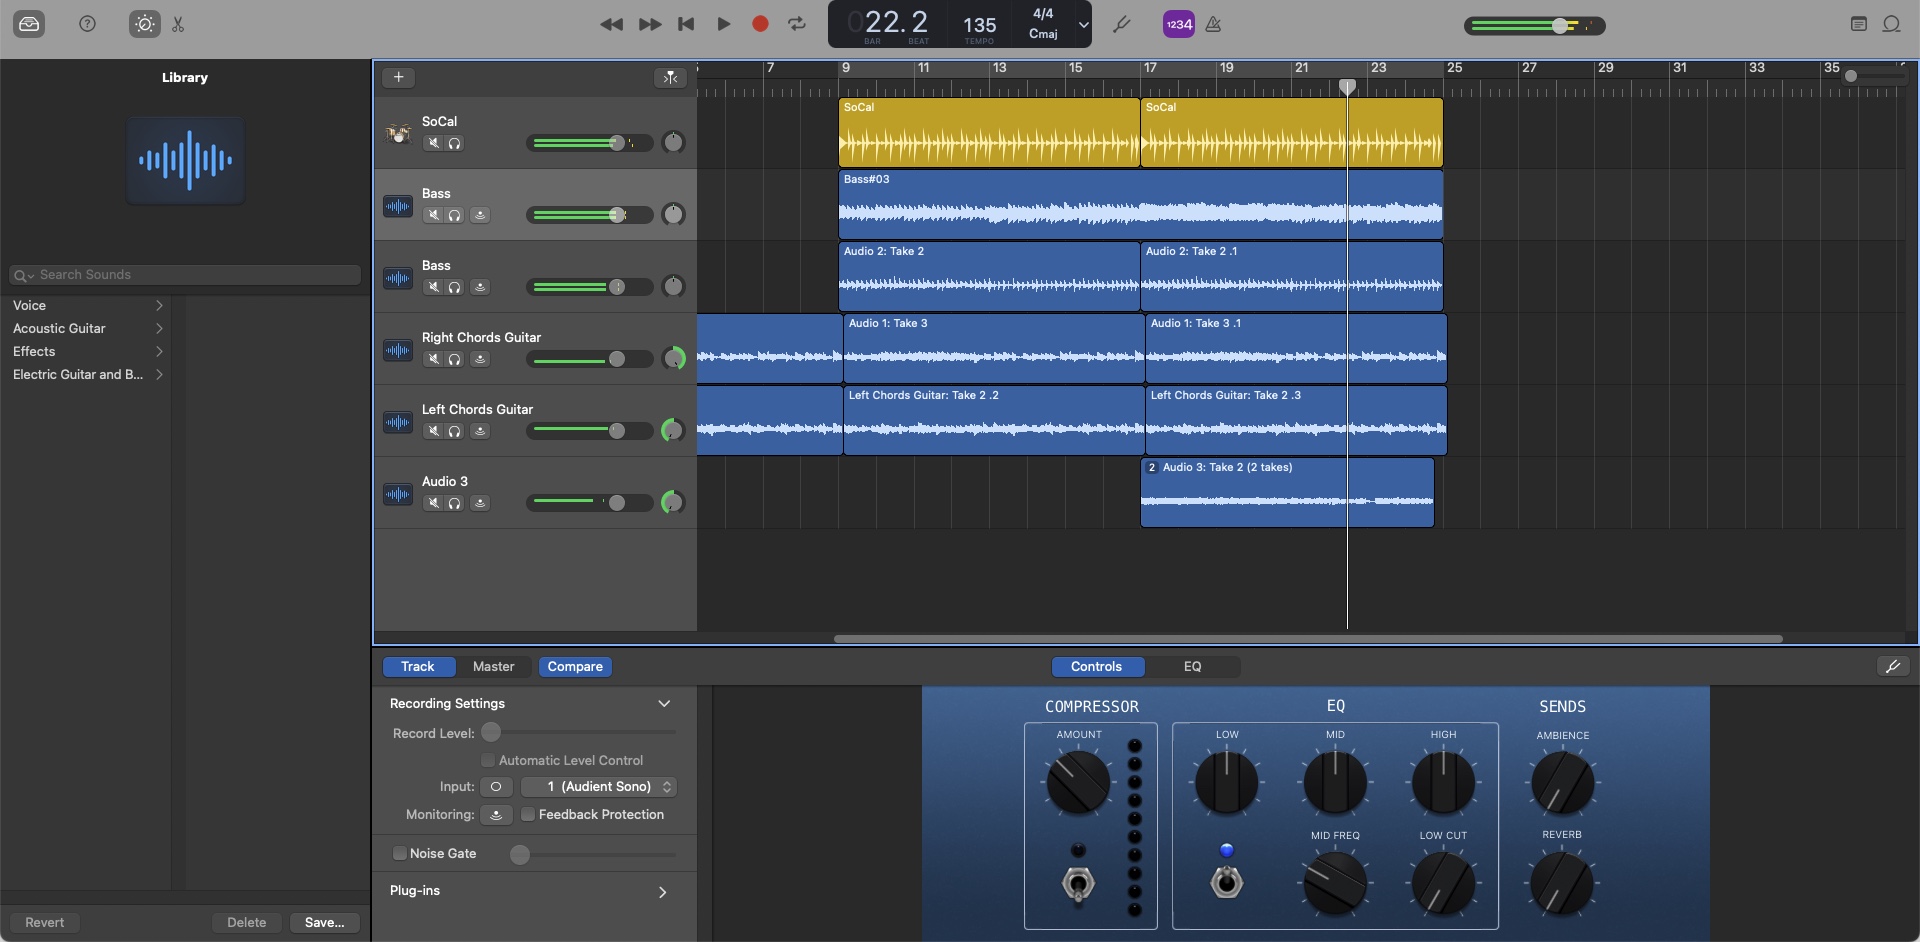 22.2
BAR
BEAT
135
TEMPO
4/4
Cmaj
1234
Library
Search Sounds
Voice
Acoustic Guitar
Effects
Electric Guitar and B...
Revert
Delete
Save...
7
9
11
13
15
17
19
21
23
25
27
29
31
33
35
SoCal
SoCal
SoCal
Bass
Bass#03
Bass
Audio 2: Take 2
Audio 2: Take 2 .1
Right Chords Guitar
Audio 1: Take 3
Audio 1: Take 3 .1
Left Chords Guitar
Left Chords Guitar: Take 2 .2
Left Chords Guitar: Take 2 .3
Audio 3
2 Audio 3: Take 2 (2 takes)
Track
Master
Compare
Controls
EQ
Recording Settings
Record Level:
Automatic Level Control
Input:
1 (Audient Sono)
Monitoring:
Feedback Protection
Noise Gate
Plug-ins
COMPRESSOR
EQ
SENDS
AMOUNT
LOW
MID
HIGH
AMBIENCE
MID FREQ
LOW CUT
REVERB